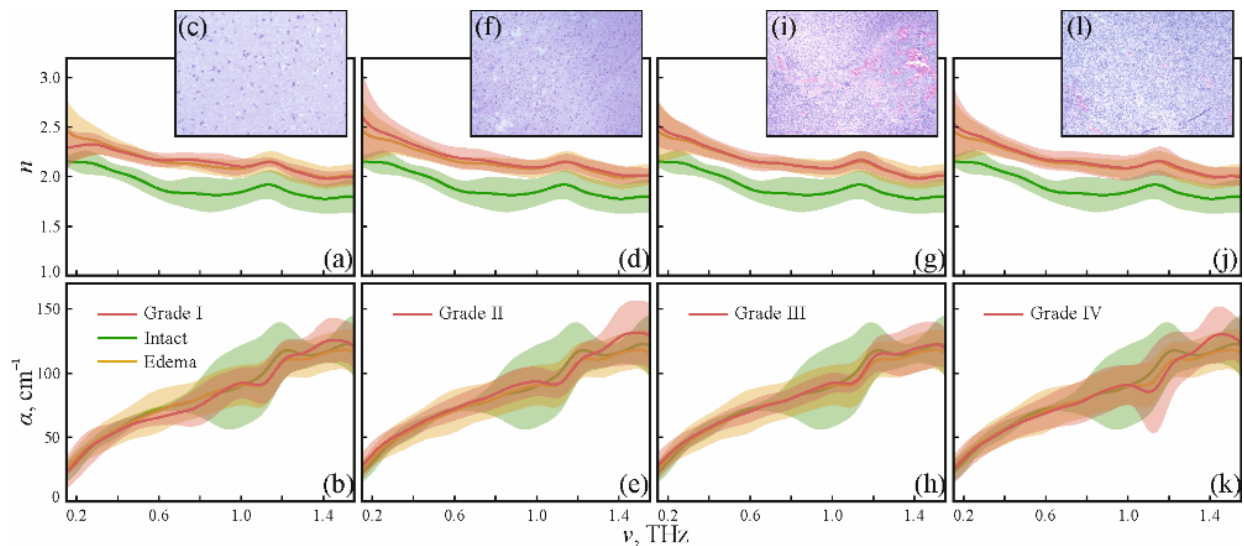 (c) (f) (i) (l)
3.0
2.5
n 2.0
1.5
1.0 (a) (d) (g) (j)
150 Grade I Grade II Grade III Grade IV
Intact
100 Edema
α, cm⁻¹
50
0 (b) (e) (h) (k)
0.2 0.6 1.0 1.4 0.2 0.6 1.0 1.4 0.2 0.6 1.0 1.4 0.2 0.6 1.0 1.4
ν, THz